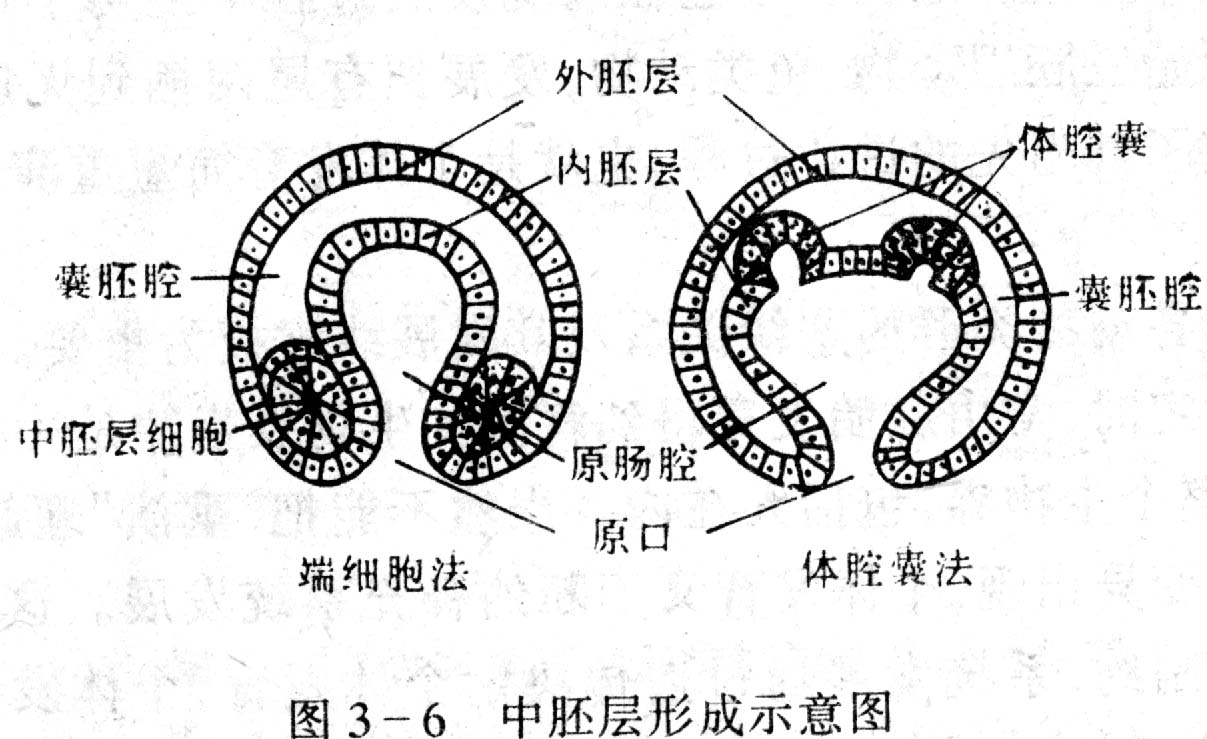 外胚层
内胚层
体腔囊
囊胚腔
囊胚腔
中胚层细胞
原肠腔
原口
端细胞法
体腔囊法
图 3-6 中胚层形成示意图